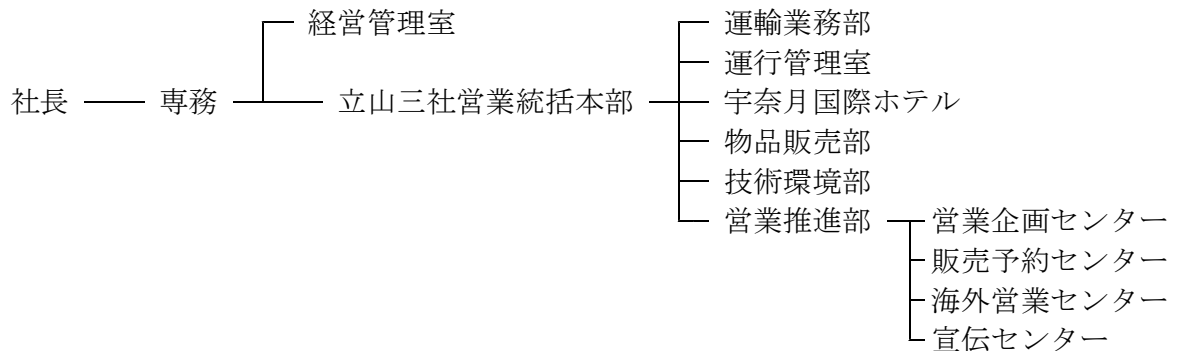 経営管理室
運輸業務部
運行管理室
社長 専務 立山三社営業統括本部 宇奈月国際ホテル
物品販売部
技術環境部
営業推進部 営業企画センター
販売予約センター
海外営業センター
宣伝センター